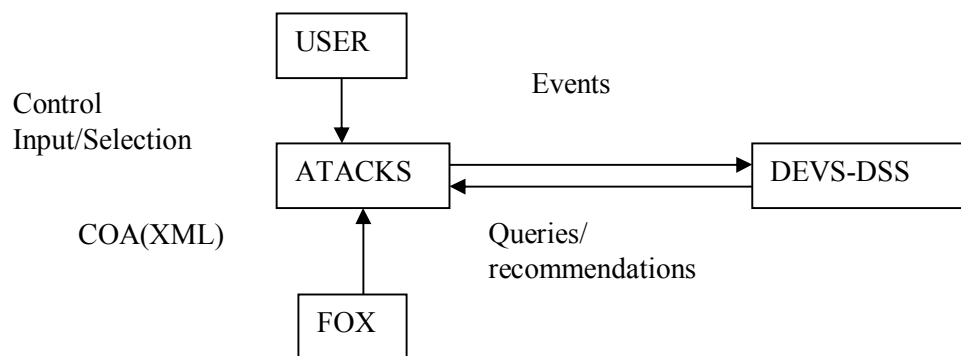 USER
Events
Control
Input/Selection
ATACKS
DEVS-DSS
COA(XML)
Queries/
recommendations
FOX